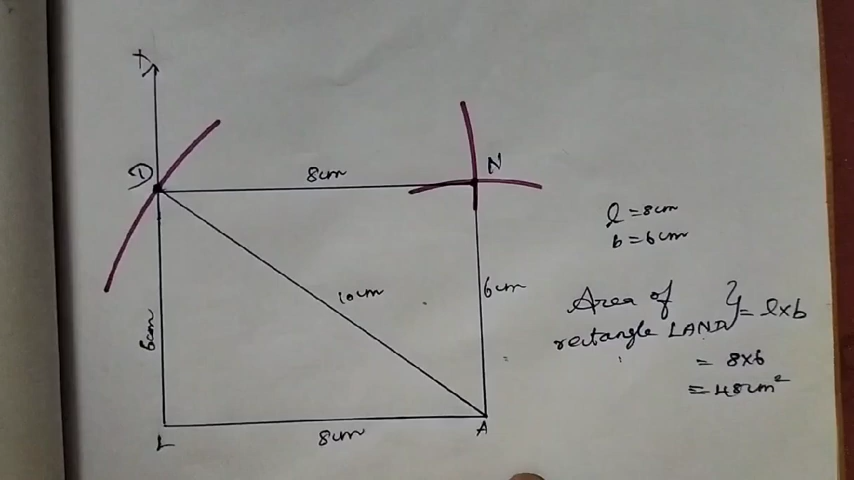 X
D
8cm
N
l = 8cm
b = 6cm
6cm
10cm
6cm
Area of
rectangle LAND } = l×b
= 8×6
= 48cm²
L
8cm
A